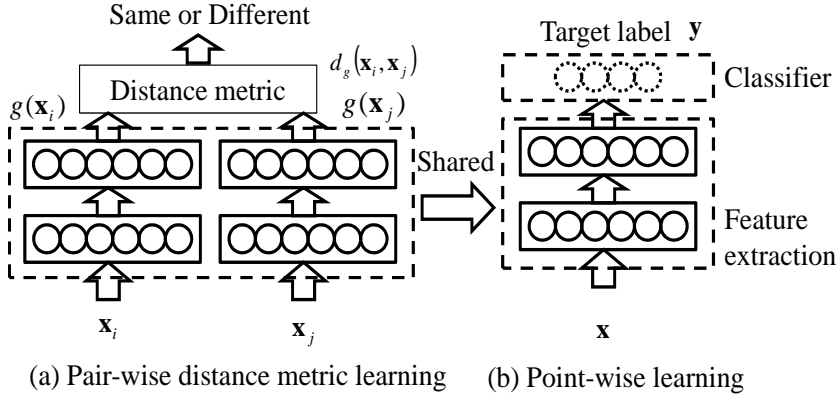 Same or Different
Distance metric
d_g(x_i, x_j)
g(x_i)
g(x_j)
x_i
x_j
(a) Pair-wise distance metric learning
Shared
Target label y
Classifier
Feature
extraction
x
(b) Point-wise learning